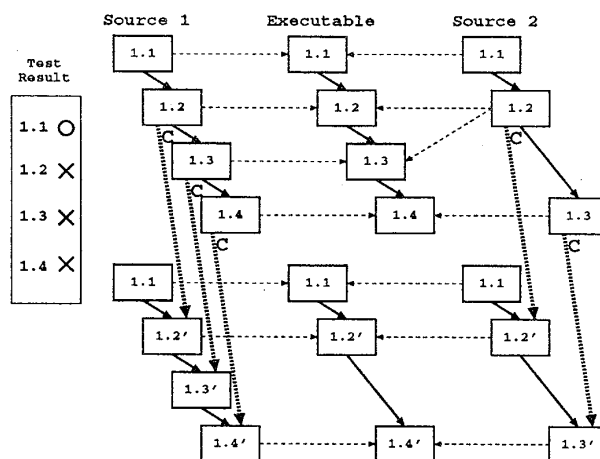 Source 1 Executable Source 2
Test
Result
1.1
1.2
1.3
1.4
1.1 1.1 1.1
1.2 1.2 1.2
C C
1.3 1.3
C
1.4 1.4 1.3
C C
1.1 1.1 1.1
1.2' 1.2' 1.2'
1.3'
1.4' 1.4' 1.3'